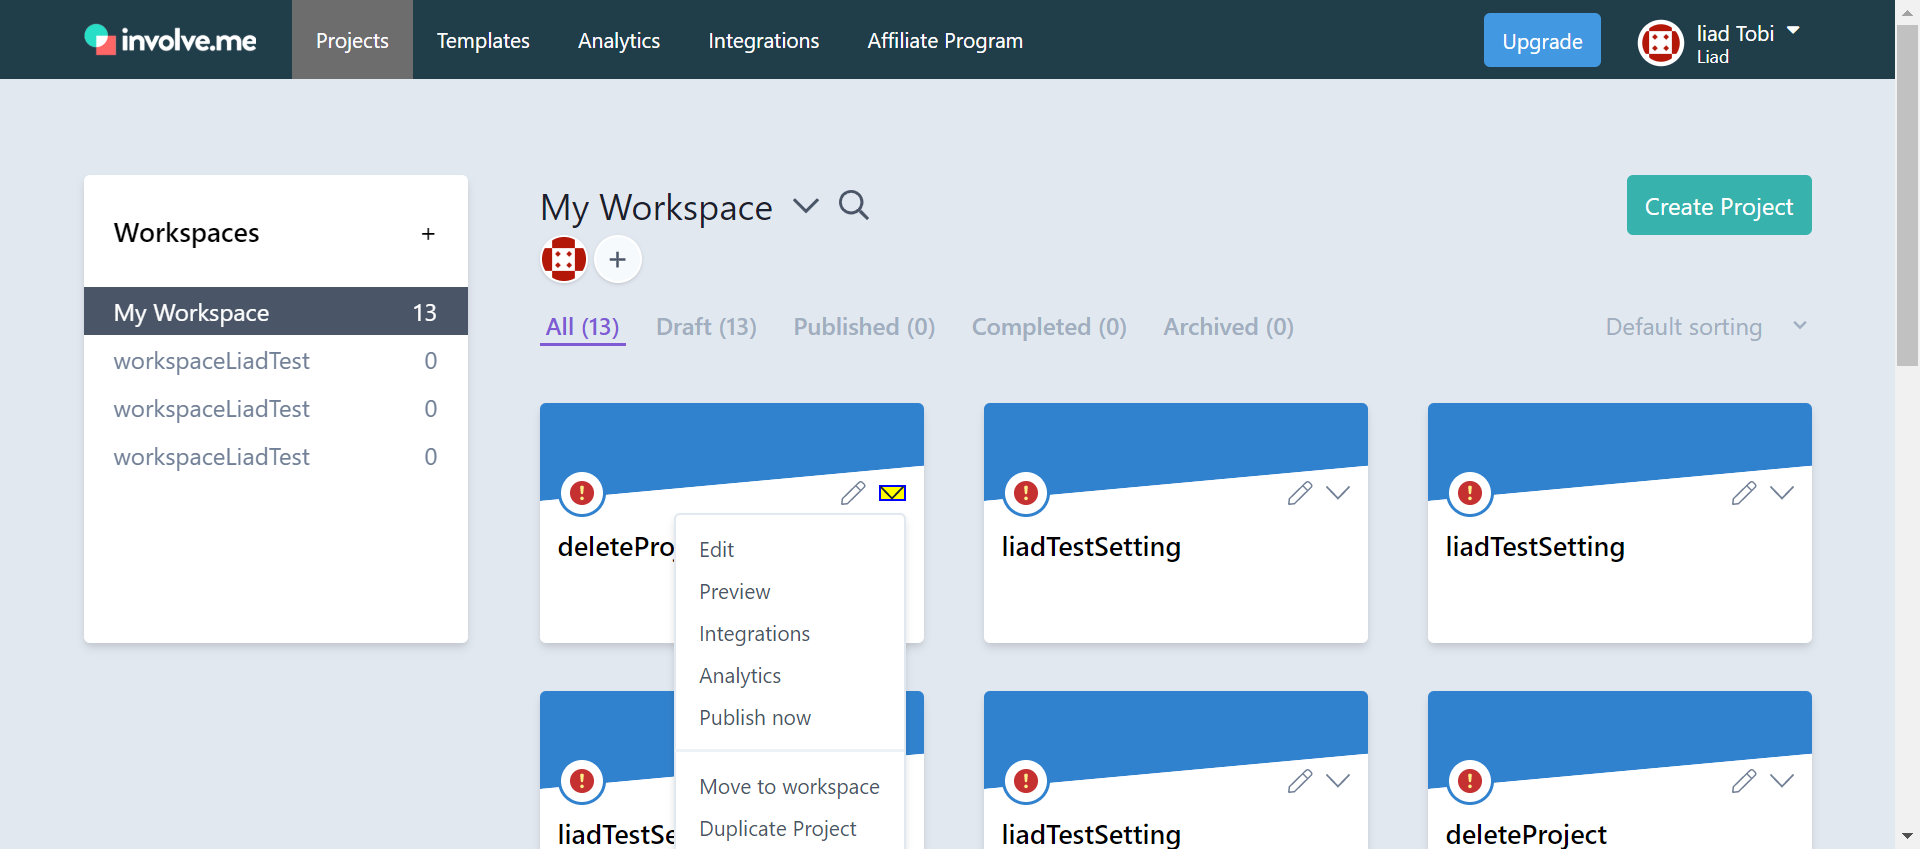 involve.me
Projects
Templates
Analytics
Integrations
Affiliate Program
Upgrade
liad Tobi
Liad
Workspaces
+
My Workspace 13
workspaceLiadTest 0
workspaceLiadTest 0
workspaceLiadTest 0
My Workspace
+
Create Project
All (13)
Draft (13)
Published (0)
Completed (0)
Archived (0)
Default sorting
deletePro
liadTestSetting
liadTestSetting
Edit
Preview
Integrations
Analytics
Publish now
Move to workspace
Duplicate Project
liadTestSe
liadTestSetting
deleteProject